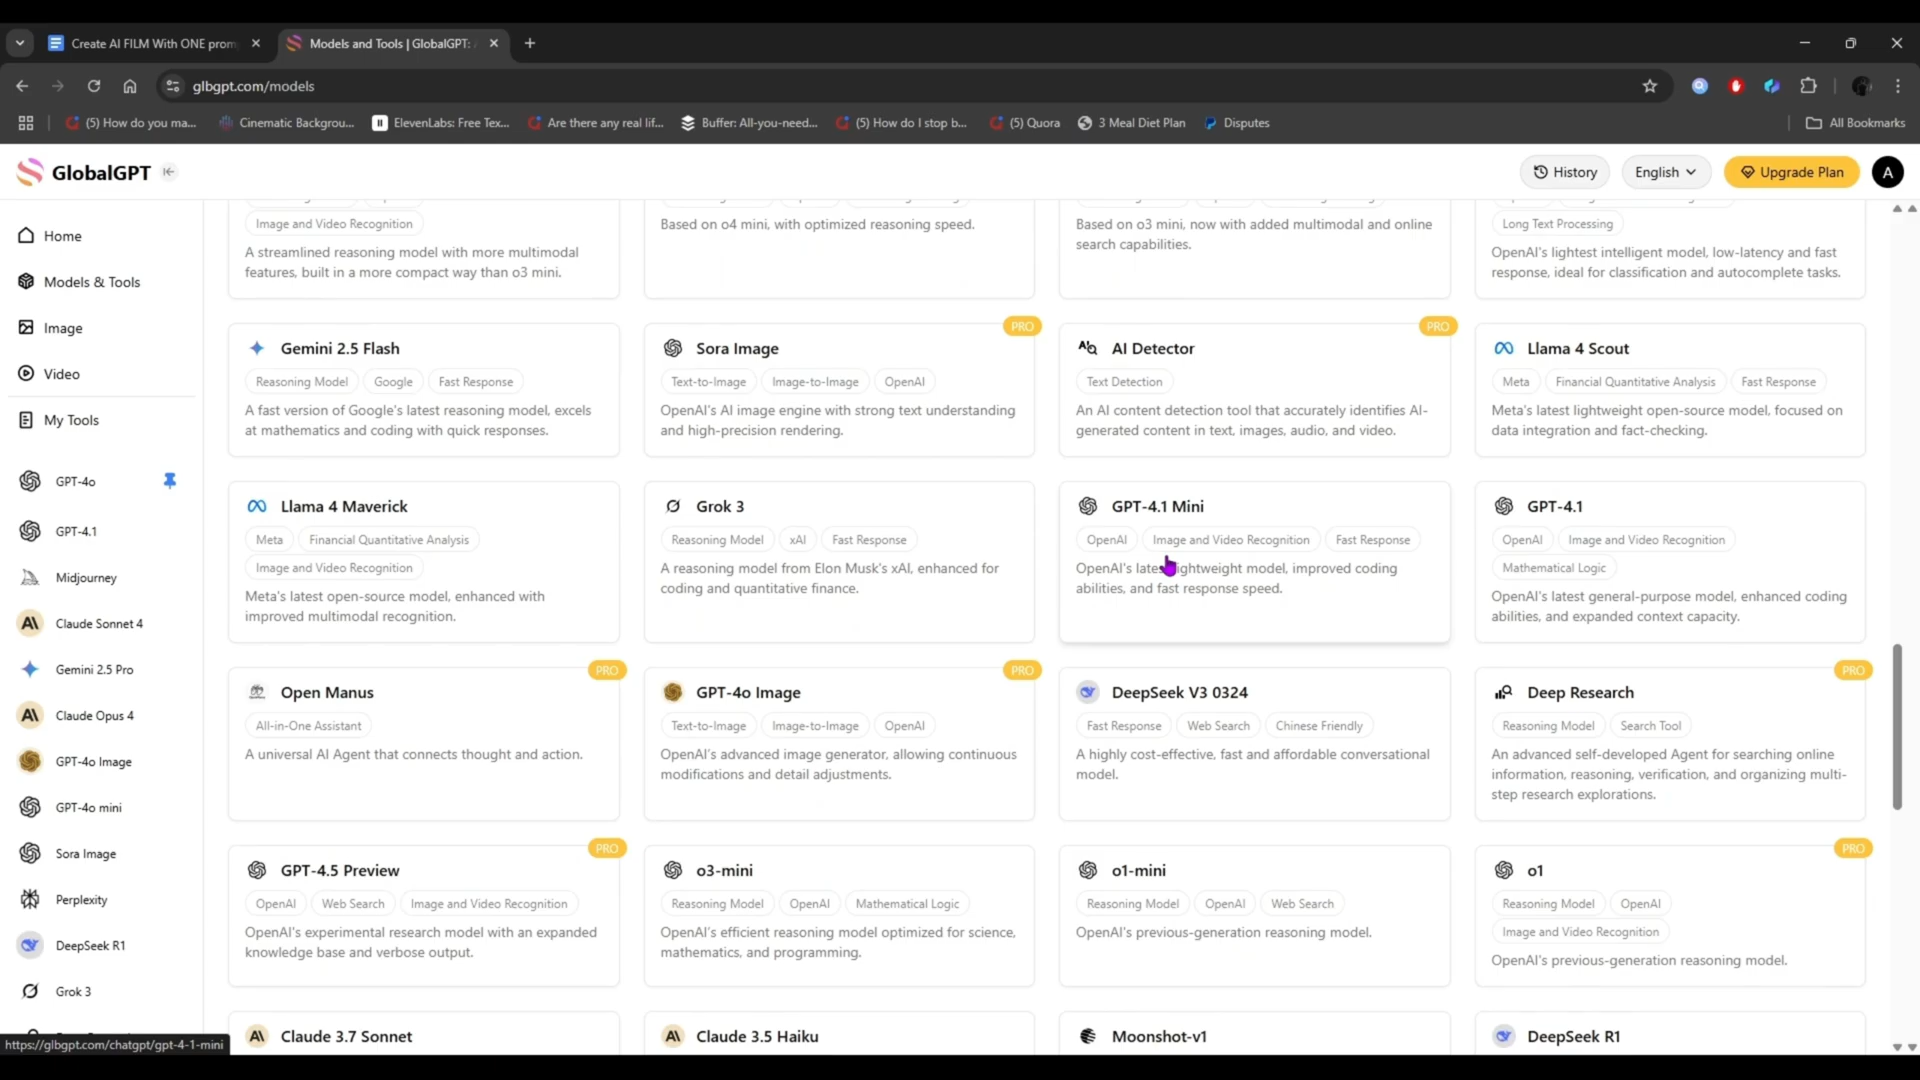 Create AI FILM With ONE prom
Models and Tools | GlobalGPT:
glbgpt.com/models
(5) How do you ma...
Cinematic Backgrou...
ElevenLabs: Free Tex...
Are there any real lif...
Buffer: All-you-need...
(5) How do I stop b...
(5) Quora
3 Meal Diet Plan
Disputes
All Bookmarks
GlobalGPT
History
English
Upgrade Plan
A
Home
Models & Tools
Image
Video
My Tools
GPT-4o
GPT-4.1
Midjourney
Claude Sonnet 4
Gemini 2.5 Pro
Claude Opus 4
GPT-4o Image
GPT-4o mini
Sora Image
Perplexity
DeepSeek R1
Grok 3
https://glbgpt.com/chatgpt/gpt-4-1-mini
Image and Video Recognition
A streamlined reasoning model with more multimodal
features, built in a more compact way than o3 mini.
Based on o4 mini, with optimized reasoning speed.
Based on o3 mini, now with added multimodal and online
search capabilities.
Long Text Processing
OpenAI's lightest intelligent model, low-latency and fast
response, ideal for classification and autocomplete tasks.
Gemini 2.5 Flash
Reasoning Model Google Fast Response
A fast version of Google's latest reasoning model, excels
at mathematics and coding with quick responses.
PRO
Sora Image
Text-to-Image Image-to-Image OpenAI
OpenAI's AI image engine with strong text understanding
and high-precision rendering.
PRO
AI Detector
Text Detection
An AI content detection tool that accurately identifies AI-
generated content in text, images, audio, and video.
Llama 4 Scout
Meta Financial Quantitative Analysis Fast Response
Meta's latest lightweight open-source model, focused on
data integration and fact-checking.
Llama 4 Maverick
Meta Financial Quantitative Analysis
Image and Video Recognition
Meta's latest open-source model, enhanced with
improved multimodal recognition.
Grok 3
Reasoning Model xAI Fast Response
A reasoning model from Elon Musk's xAI, enhanced for
coding and quantitative finance.
GPT-4.1 Mini
OpenAI Image and Video Recognition Fast Response
OpenAI's latest lightweight model, improved coding
abilities, and fast response speed.
GPT-4.1
OpenAI Image and Video Recognition
Mathematical Logic
OpenAI's latest general-purpose model, enhanced coding
abilities, and expanded context capacity.
PRO
Open Manus
All-in-One Assistant
A universal AI Agent that connects thought and action.
PRO
GPT-4o Image
Text-to-Image Image-to-Image OpenAI
OpenAI's advanced image generator, allowing continuous
modifications and detail adjustments.
DeepSeek V3 0324
Fast Response Web Search Chinese Friendly
A highly cost-effective, fast and affordable conversational
model.
PRO
Deep Research
Reasoning Model Search Tool
An advanced self-developed Agent for searching online
information, reasoning, verification, and organizing multi-
step research explorations.
PRO
GPT-4.5 Preview
OpenAI Web Search Image and Video Recognition
OpenAI's experimental research model with an expanded
knowledge base and verbose output.
o3-mini
Reasoning Model OpenAI Mathematical Logic
OpenAI's efficient reasoning model optimized for science,
mathematics, and programming.
o1-mini
Reasoning Model OpenAI Web Search
OpenAI's previous-generation reasoning model.
PRO
o1
Reasoning Model OpenAI
Image and Video Recognition
OpenAI's previous-generation reasoning model.
Claude 3.7 Sonnet
Claude 3.5 Haiku
Moonshot-v1
DeepSeek R1